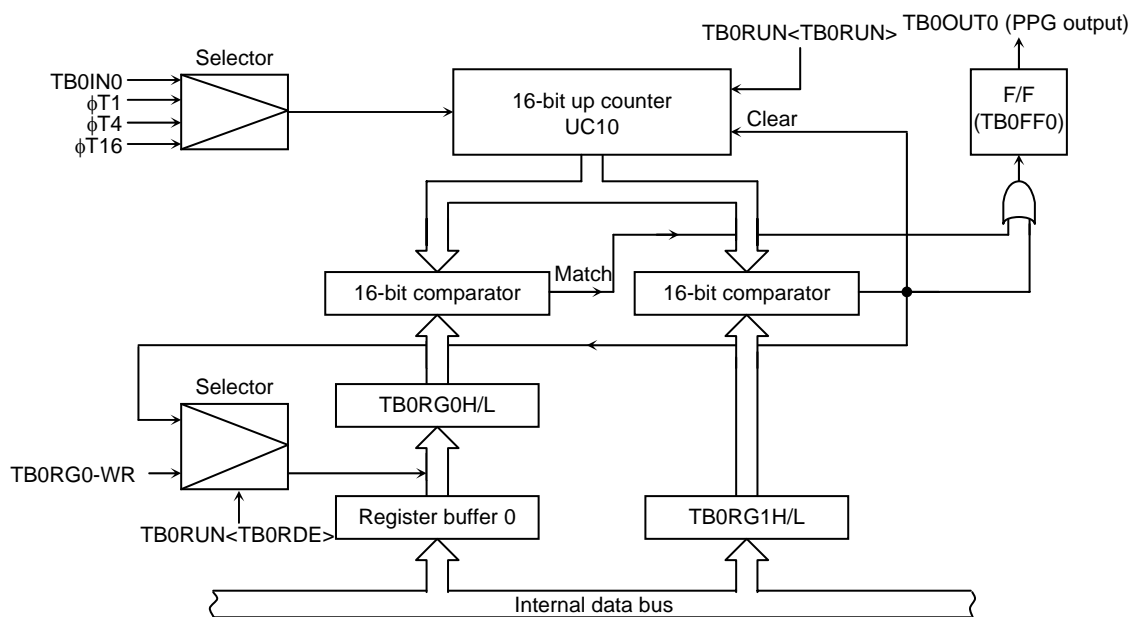 TB0OUT0 (PPG output)
TB0RUN<TB0RUN>
Selector
TB0IN0
ϕT1
ϕT4
ϕT16
16-bit up counter
UC10
Clear
F/F
(TB0FF0)
Match
16-bit comparator
16-bit comparator
Selector
TB0RG0H/L
TB0RG0-WR
Register buffer 0
TB0RG1H/L
TB0RUN<TB0RDE>
Internal data bus